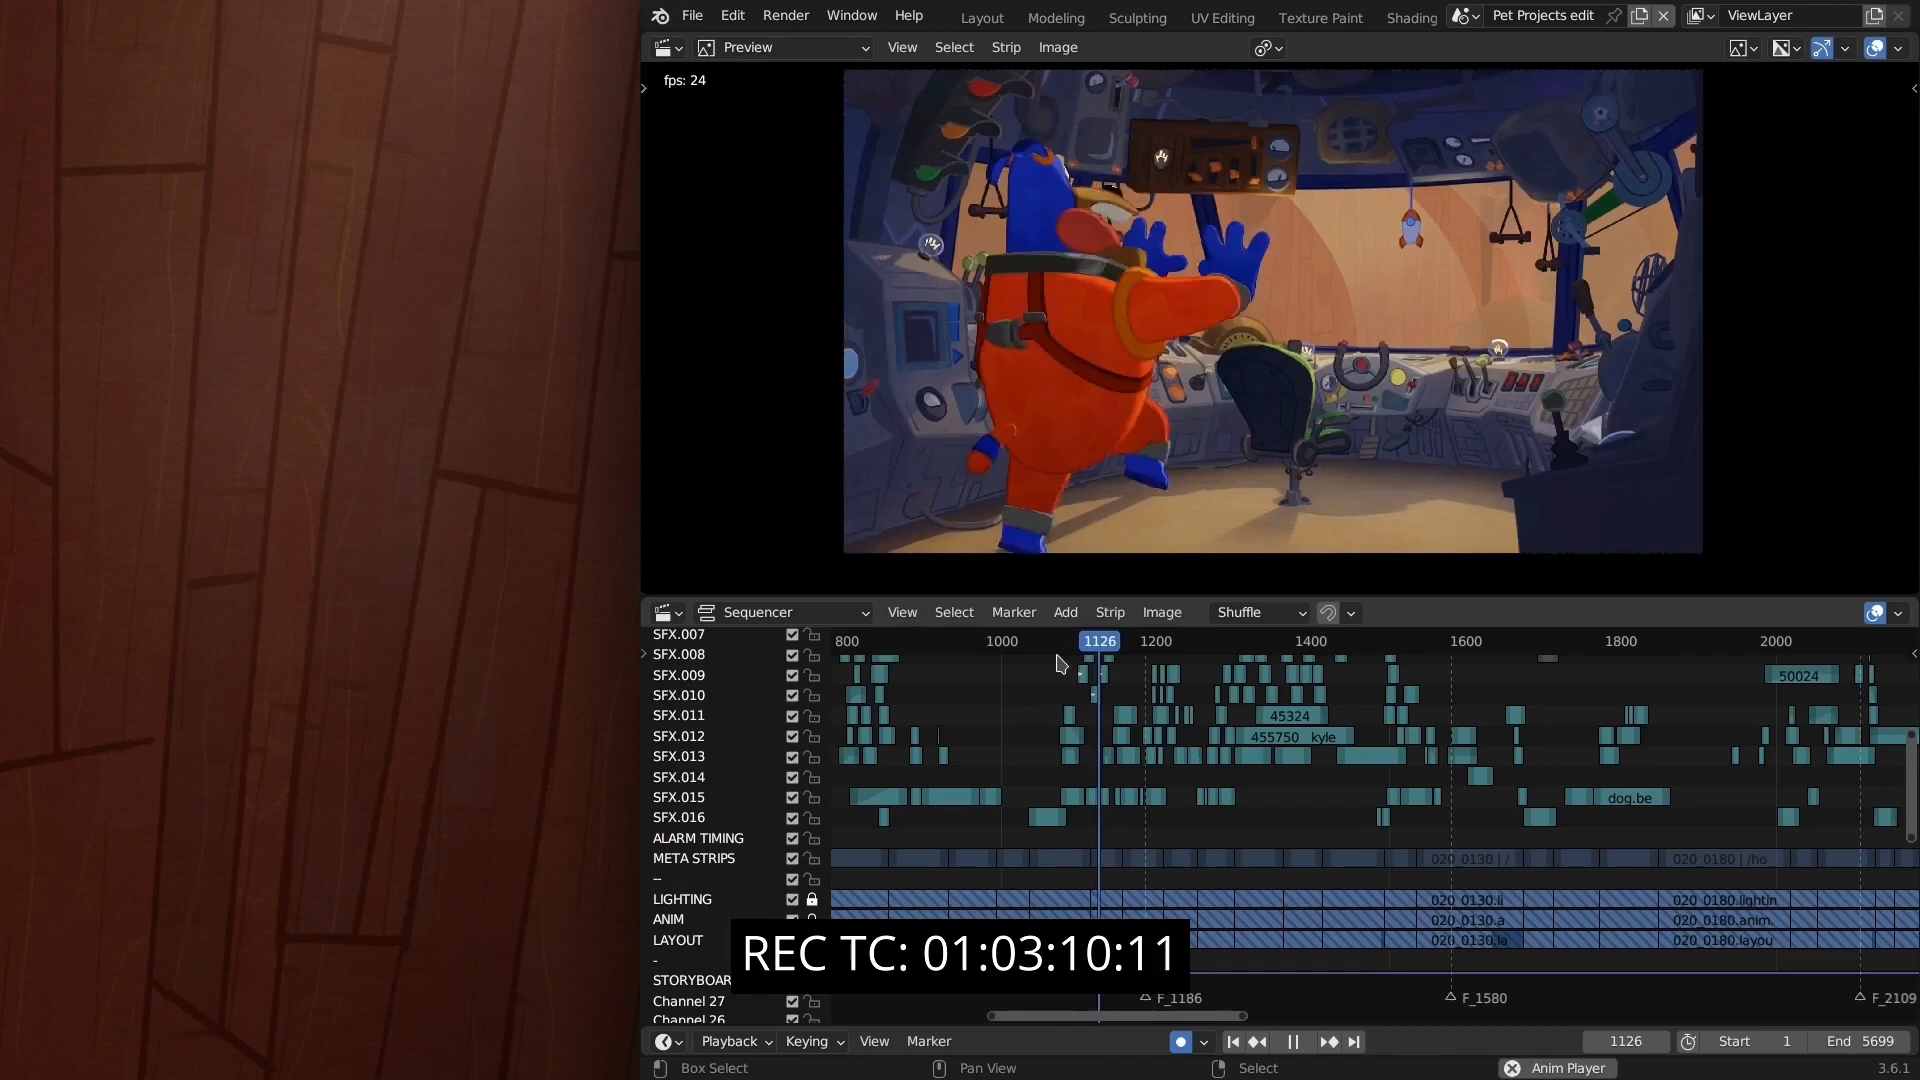 File Edit Render Window Help Layout Modeling Sculpting UV Editing Texture Paint Shading Pet Projects edit ViewLayer
Preview View Select Strip Image
fps: 24
Sequencer View Select Marker Add Strip Image Shuffle
SFX.007 800 1000 1126 1200 1400 1600 1800 2000
SFX.008
SFX.009 50024
SFX.010
SFX.011 45324
SFX.012 455750 kyle
SFX.013
SFX.014
SFX.015 dog.be
SFX.016
ALARM TIMING
META STRIPS 020_0130 | / 020_0180 | /ho
--
LIGHTING 020_0130.li 020_0180.lightin
ANIM 020_0130.a 020_0180.anim.
LAYOUT 020_0130.la 020_0180.layou
-
REC TC: 01:03:10:11
STORYBOAR
Channel 27 F_1186 F_1580 F_2109
Channel 26
Playback Keying View Marker 1126 Start 1 End 5699
Box Select Pan View Select Anim Player 3.6.1